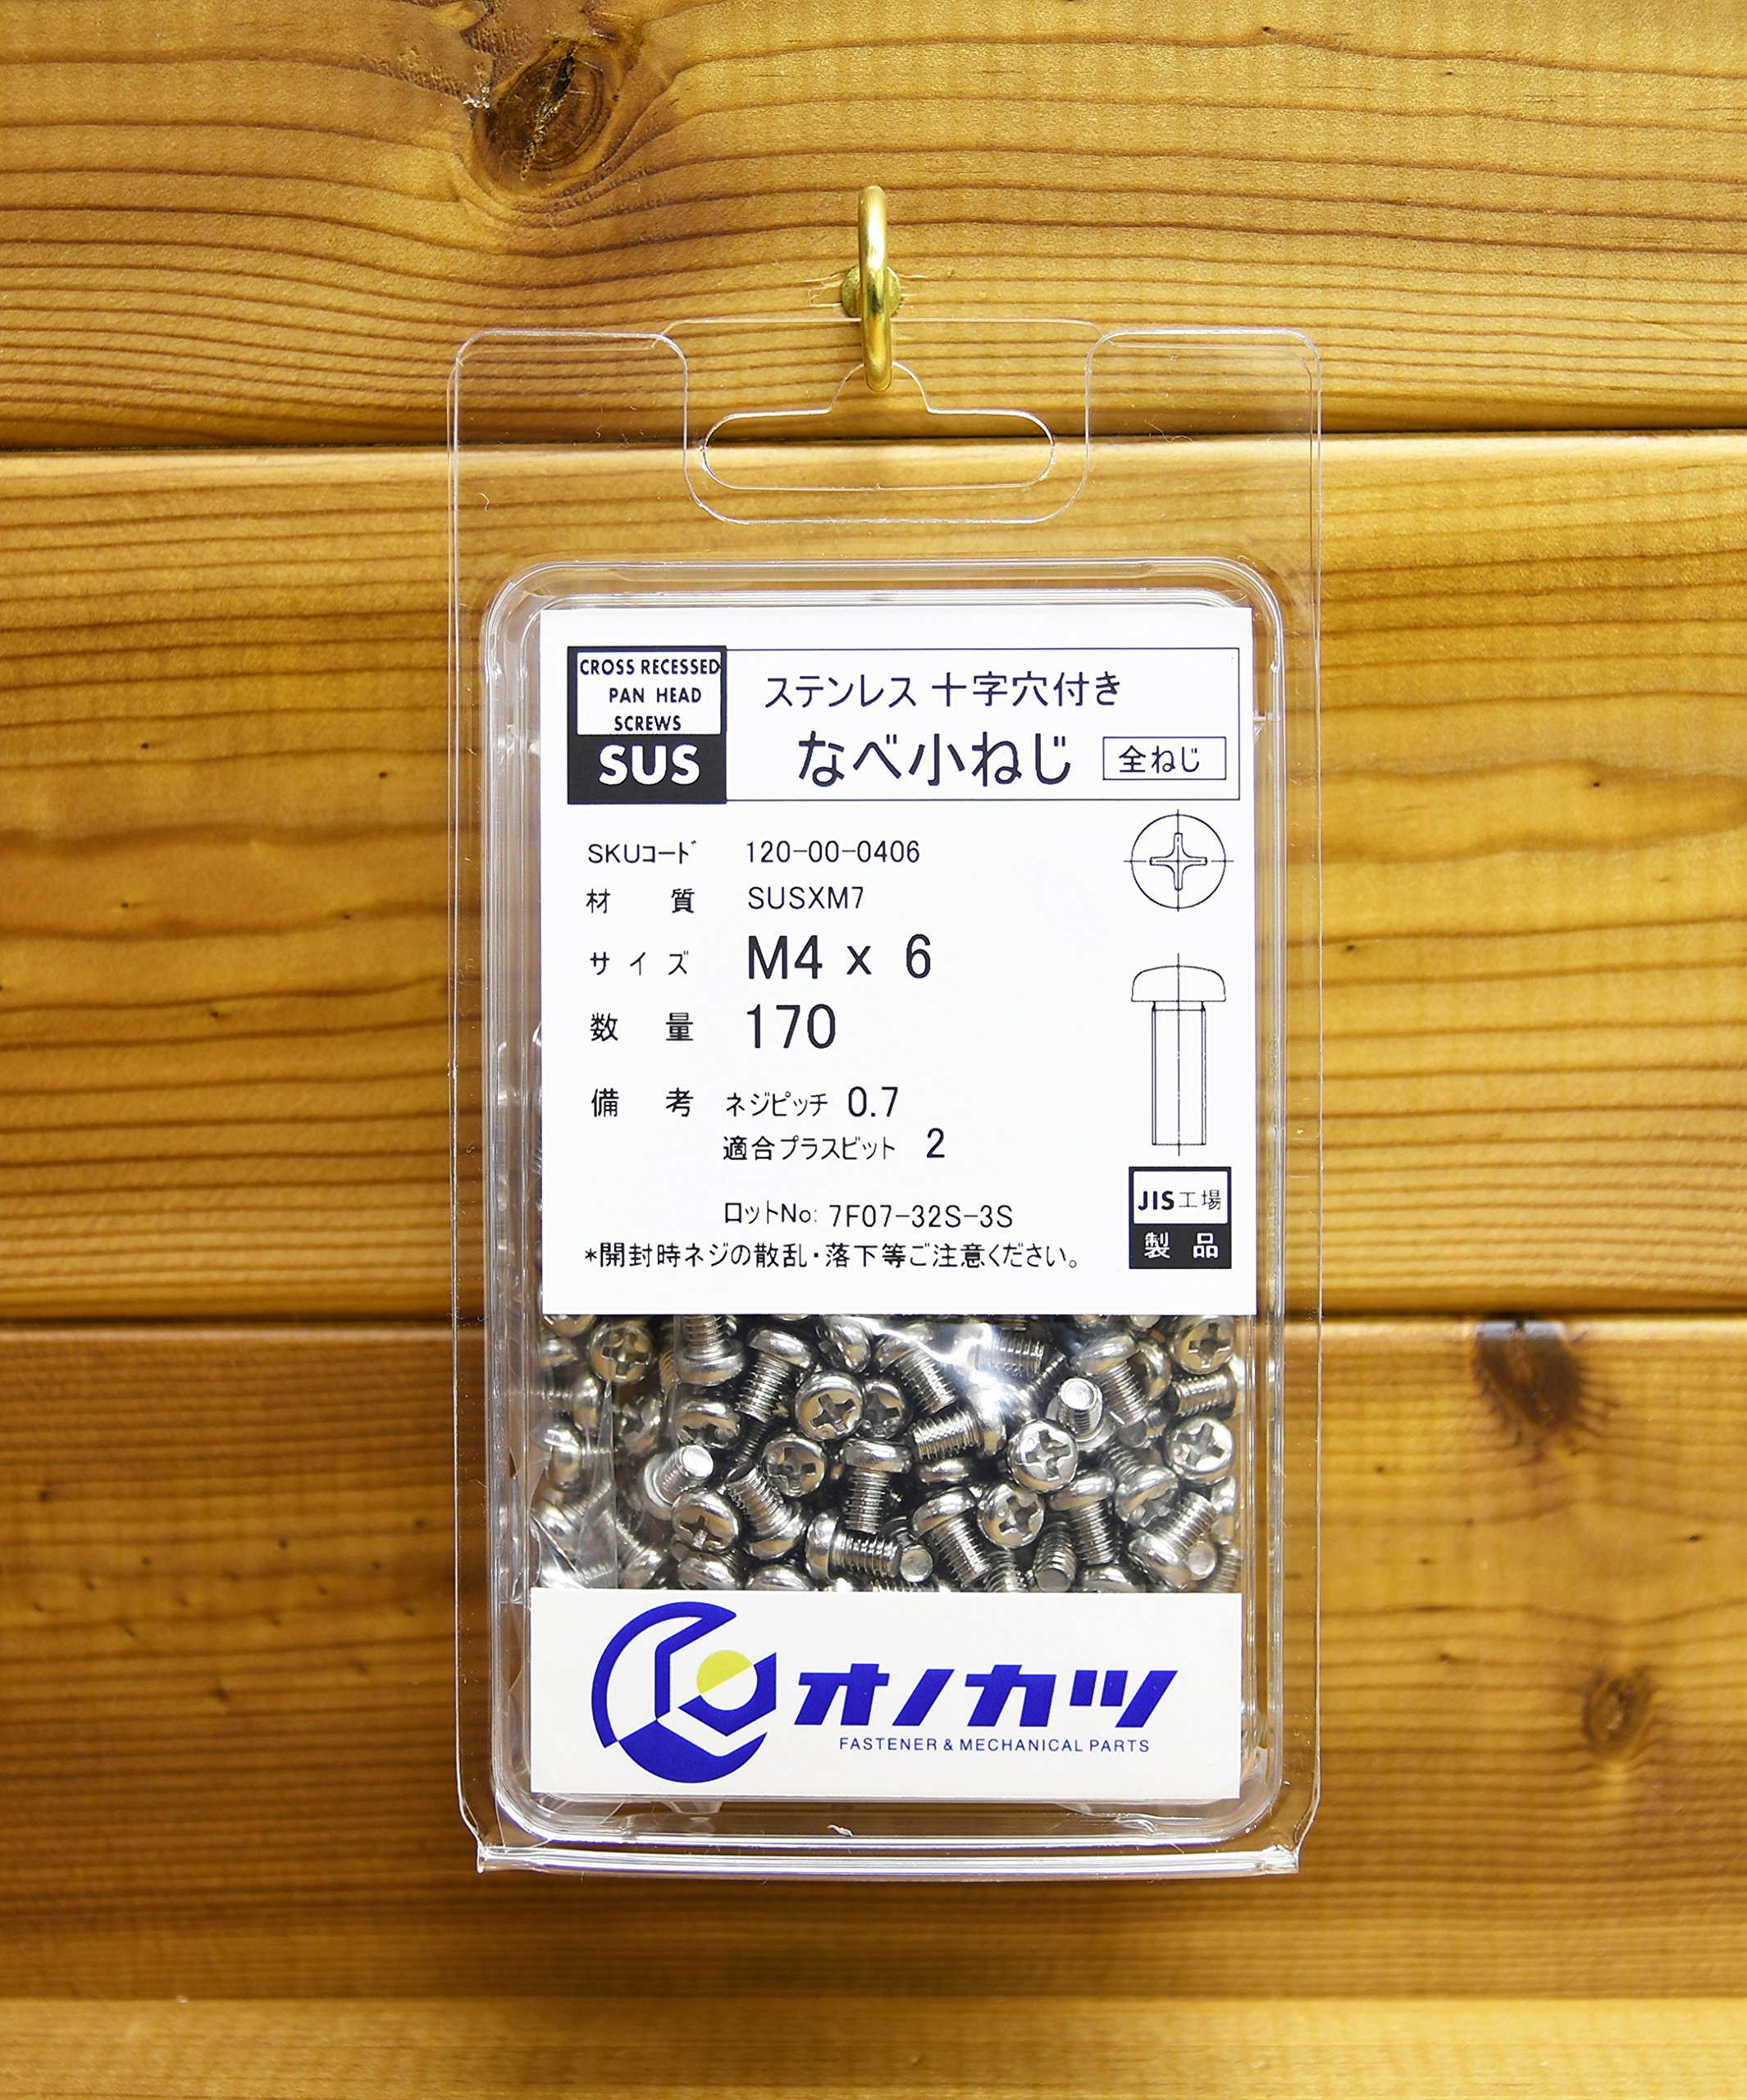 CROSS RECESSED
PAN HEAD
SCREWS
SUS
ステンレス 十字穴付き
なべ小ねじ 全ねじ
SKUコード 120-00-0406
材質 SUSXM7
サイズ M4 x 6
数量 170
備考 ネジピッチ 0.7
適合プラスビット 2
ロットNo: 7F07-32S-3S
*開封時ネジの散乱・落下等ご注意ください。
JIS工場
製品
オノカツ
FASTENER & MECHANICAL PARTS